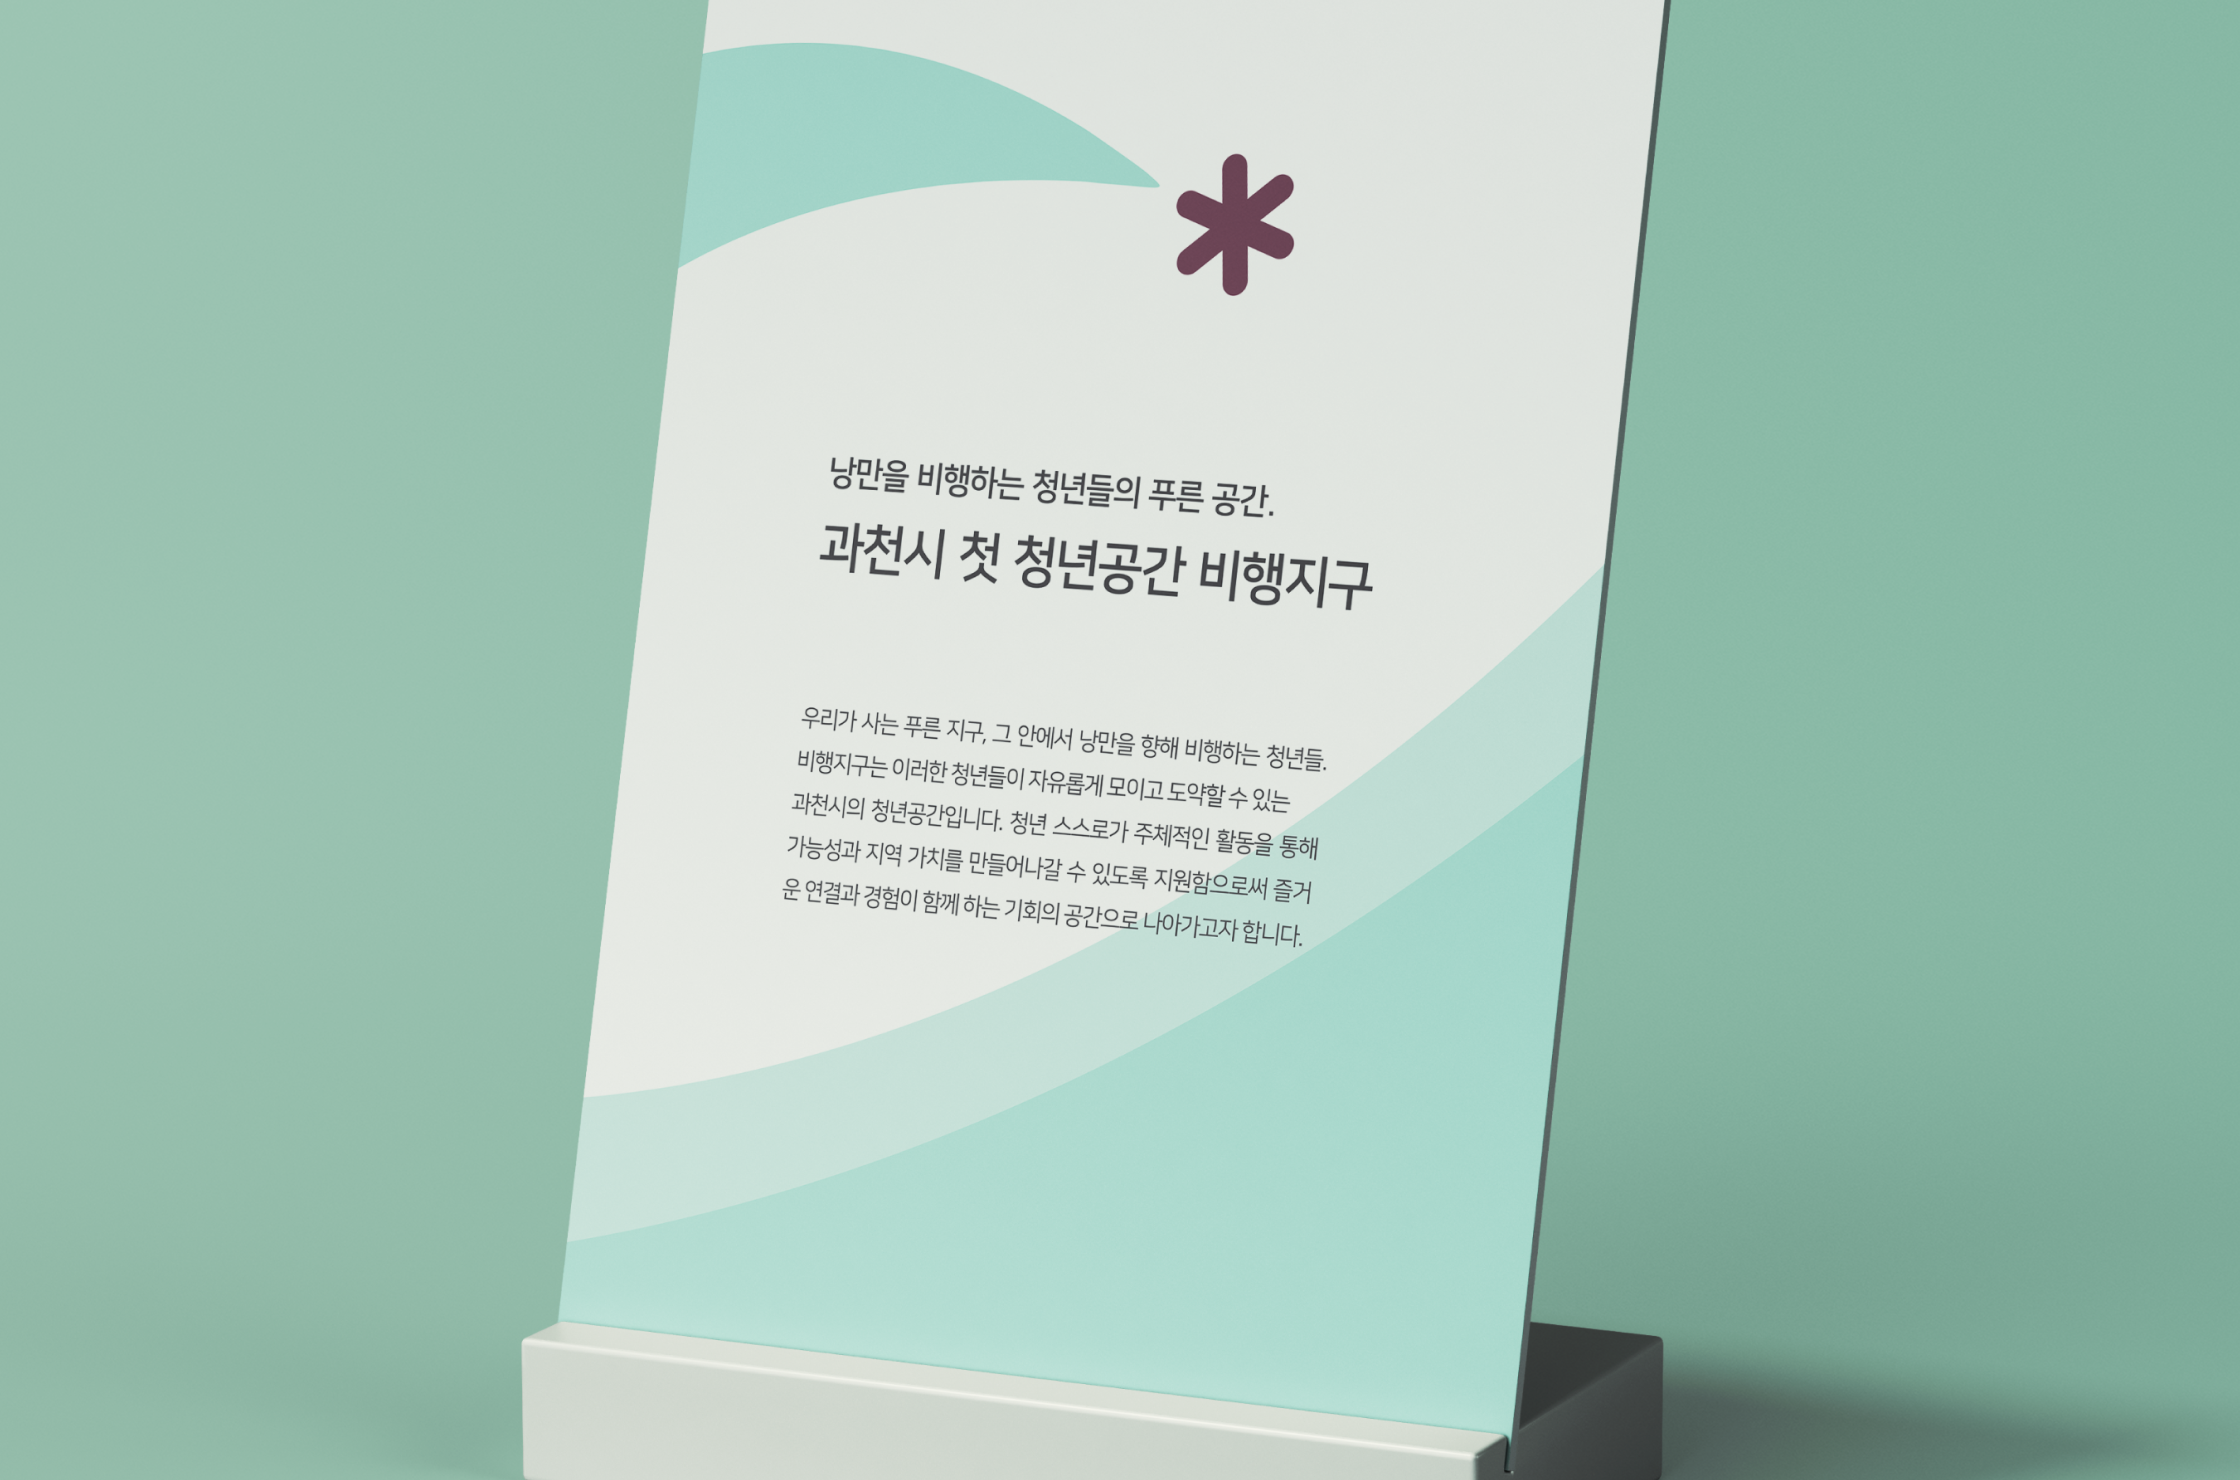 낭만을 비행하는 청년들의 푸른 공간.
과천시 첫 청년공간 비행지구
우리가 사는 푸른 지구, 그 안에서 낭만을 향해 비행하는 청년들.
비행지구는 이러한 청년들이 자유롭게 모이고 도약할 수 있는
과천시의 청년공간입니다. 청년 스스로가 주체적인 활동을 통해
가능성과 지역 가치를 만들어나갈 수 있도록 지원함으로써 즐거
운 연결과 경험이 함께 하는 기회의 공간으로 나아가고자 합니다.